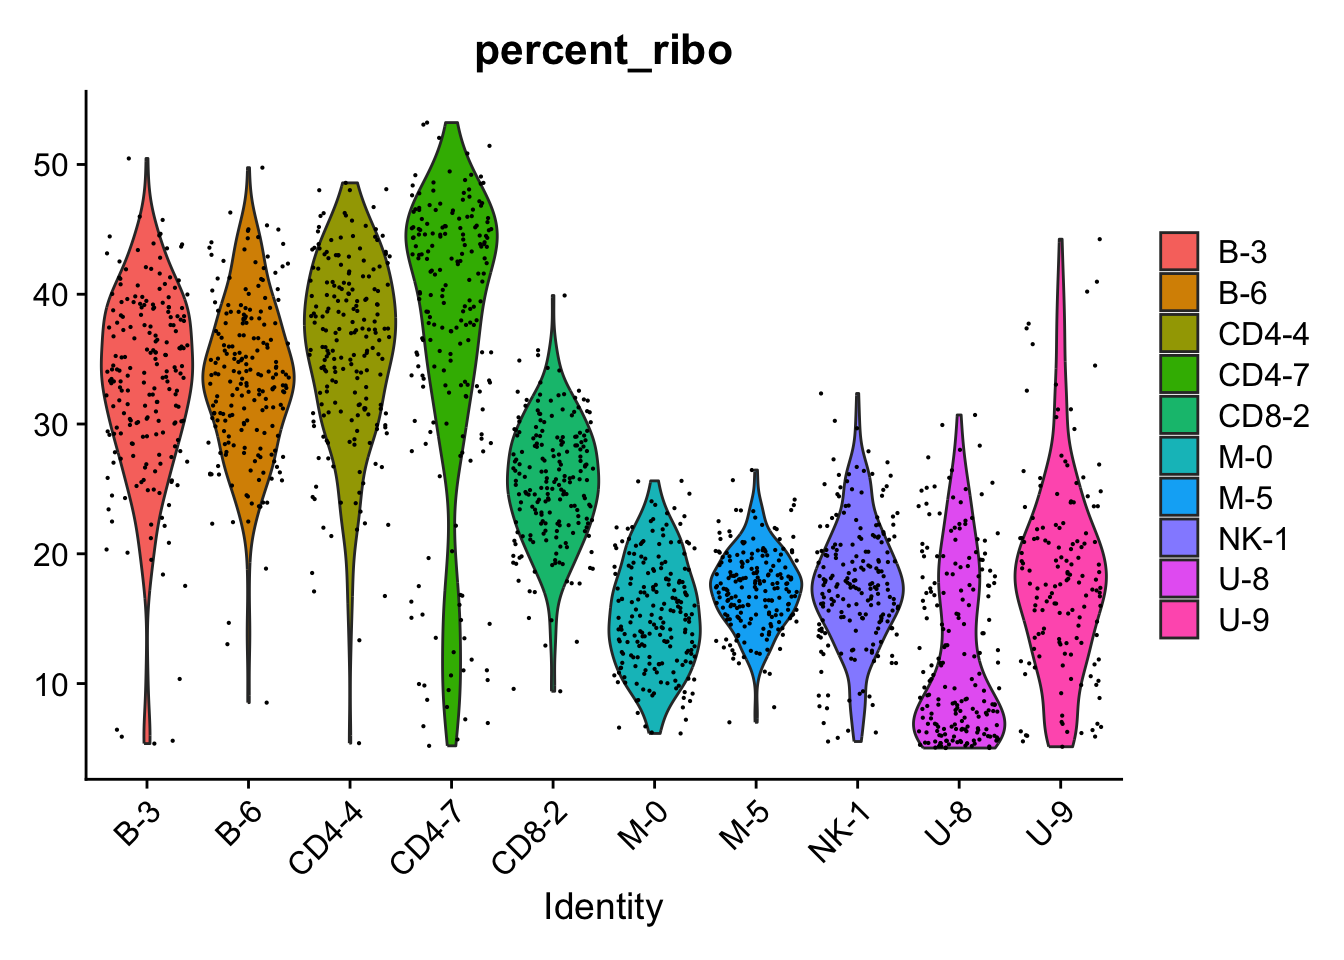 percent_ribo
50
40
30
20
10
B-3
B-6
CD4-4
CD4-7
CD8-2
M-0
M-5
NK-1
U-8
U-9
Identity
B-3
B-6
CD4-4
CD4-7
CD8-2
M-0
M-5
NK-1
U-8
U-9